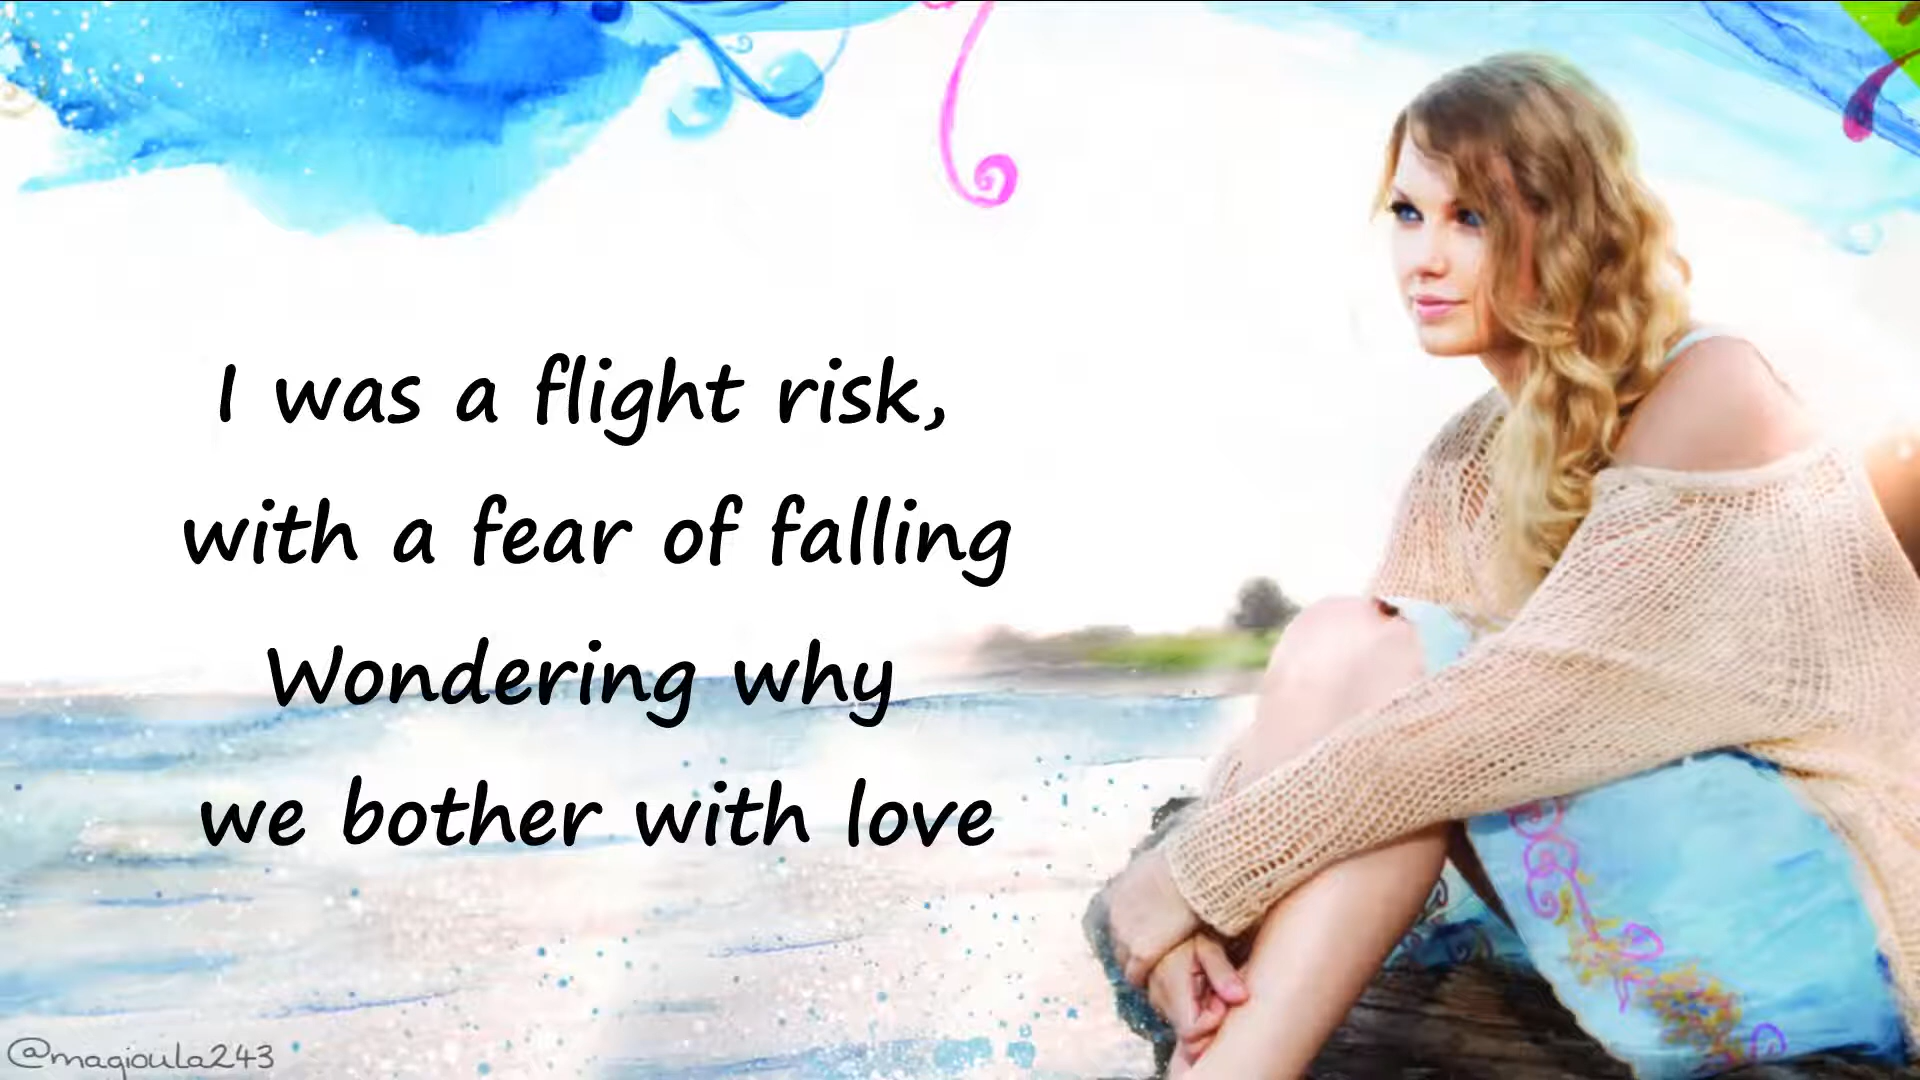 I was a flight risk,
with a fear of falling
Wondering why
we bother with love
@magioula243